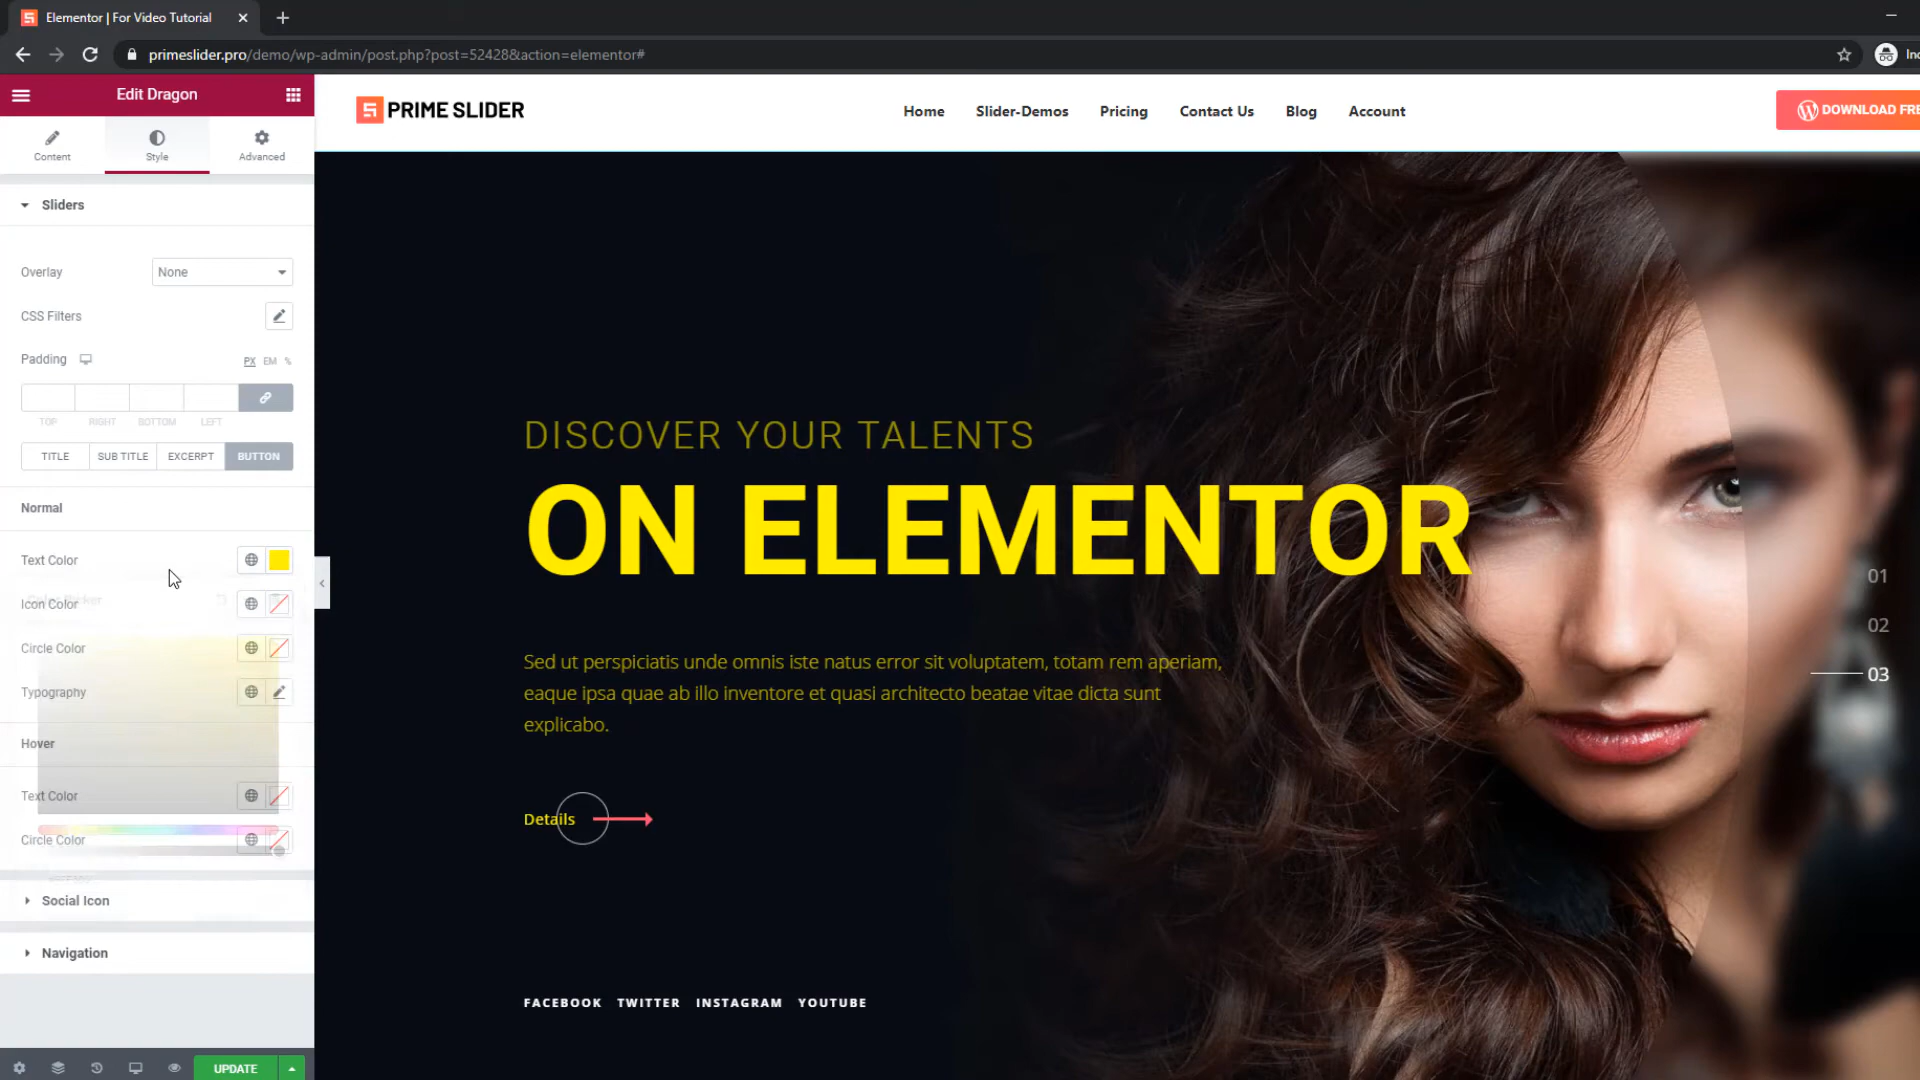 Elementor | For Video Tutorial
primeslider.pro/demo/wp-admin/post.php?post=52428&action=elementor#
Edit Dragon
PRIME SLIDER
Home
Slider-Demos
Pricing
Contact Us
Blog
Account
DOWNLOAD FRE
Content
Style
Advanced
Sliders
Overlay
None
CSS Filters
Padding
PX EM %
TOP RIGHT BOTTOM LEFT
TITLE
SUB TITLE
EXCERPT
BUTTON
Normal
Text Color
Icon Color
Circle Color
Typography
Hover
Text Color
Circle Color
Social Icon
Navigation
UPDATE
DISCOVER YOUR TALENTS
ON ELEMENTOR
Sed ut perspiciatis unde omnis iste natus error sit voluptatem, totam rem aperiam,
eaque ipsa quae ab illo inventore et quasi architecto beatae vitae dicta sunt
explicabo.
Details
FACEBOOK TWITTER INSTAGRAM YOUTUBE
01
02
03